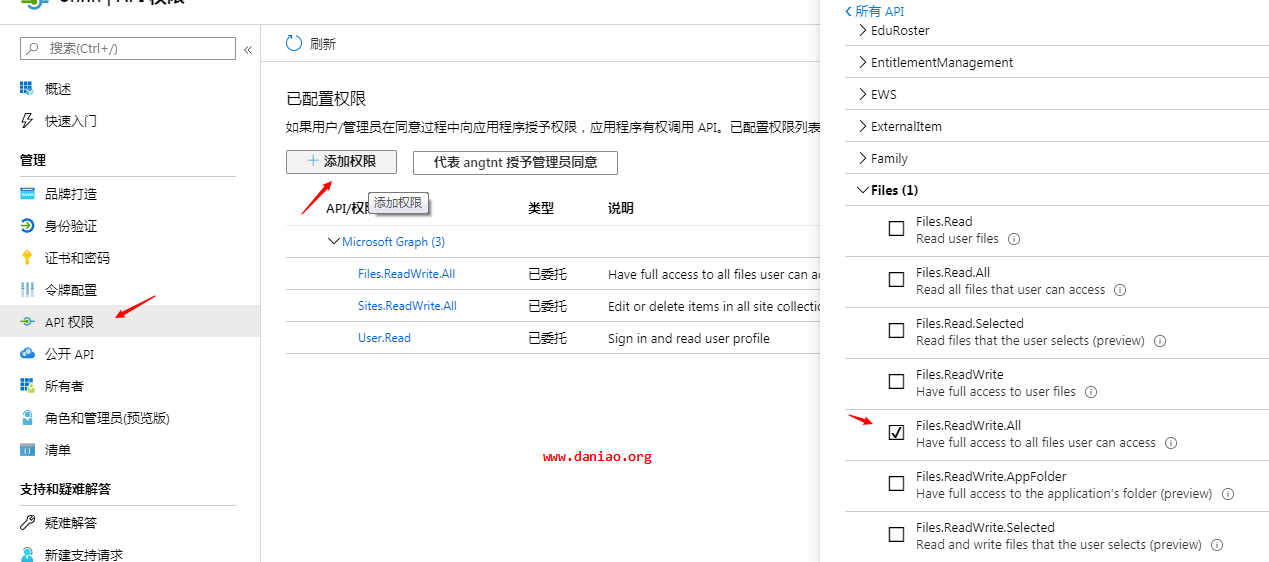 API 权限
搜索(Ctrl+/)
«
概述
快速入门
管理
品牌打造
身份验证
证书和密码
令牌配置
API 权限
公开 API
所有者
角色和管理员(预览版)
清单
支持和疑难解答
疑难解答
新建支持请求
刷新
已配置权限
如果用户/管理员在同意过程中向应用程序授予权限，应用程序有权调用 API。已配置权限列表
添加权限
代表 angtnt 授予管理员同意
添加权限
API/权 类型 说明
Microsoft Graph (3)
Files.ReadWrite.All 已委托 Have full access to all files user can ac
Sites.ReadWrite.All 已委托 Edit or delete items in all site collectio
User.Read 已委托 Sign in and read user profile
www.daniao.org
所有 API
EduRoster
EntitlementManagement
EWS
ExternalItem
Family
Files (1)
Files.Read
Read user files
Files.Read.All
Read all files that user can access
Files.Read.Selected
Read files that the user selects (preview)
Files.ReadWrite
Have full access to user files
Files.ReadWrite.All
Have full access to all files user can access
Files.ReadWrite.AppFolder
Have full access to the application's folder (preview)
Files.ReadWrite.Selected
Read and write files that the user selects (preview)